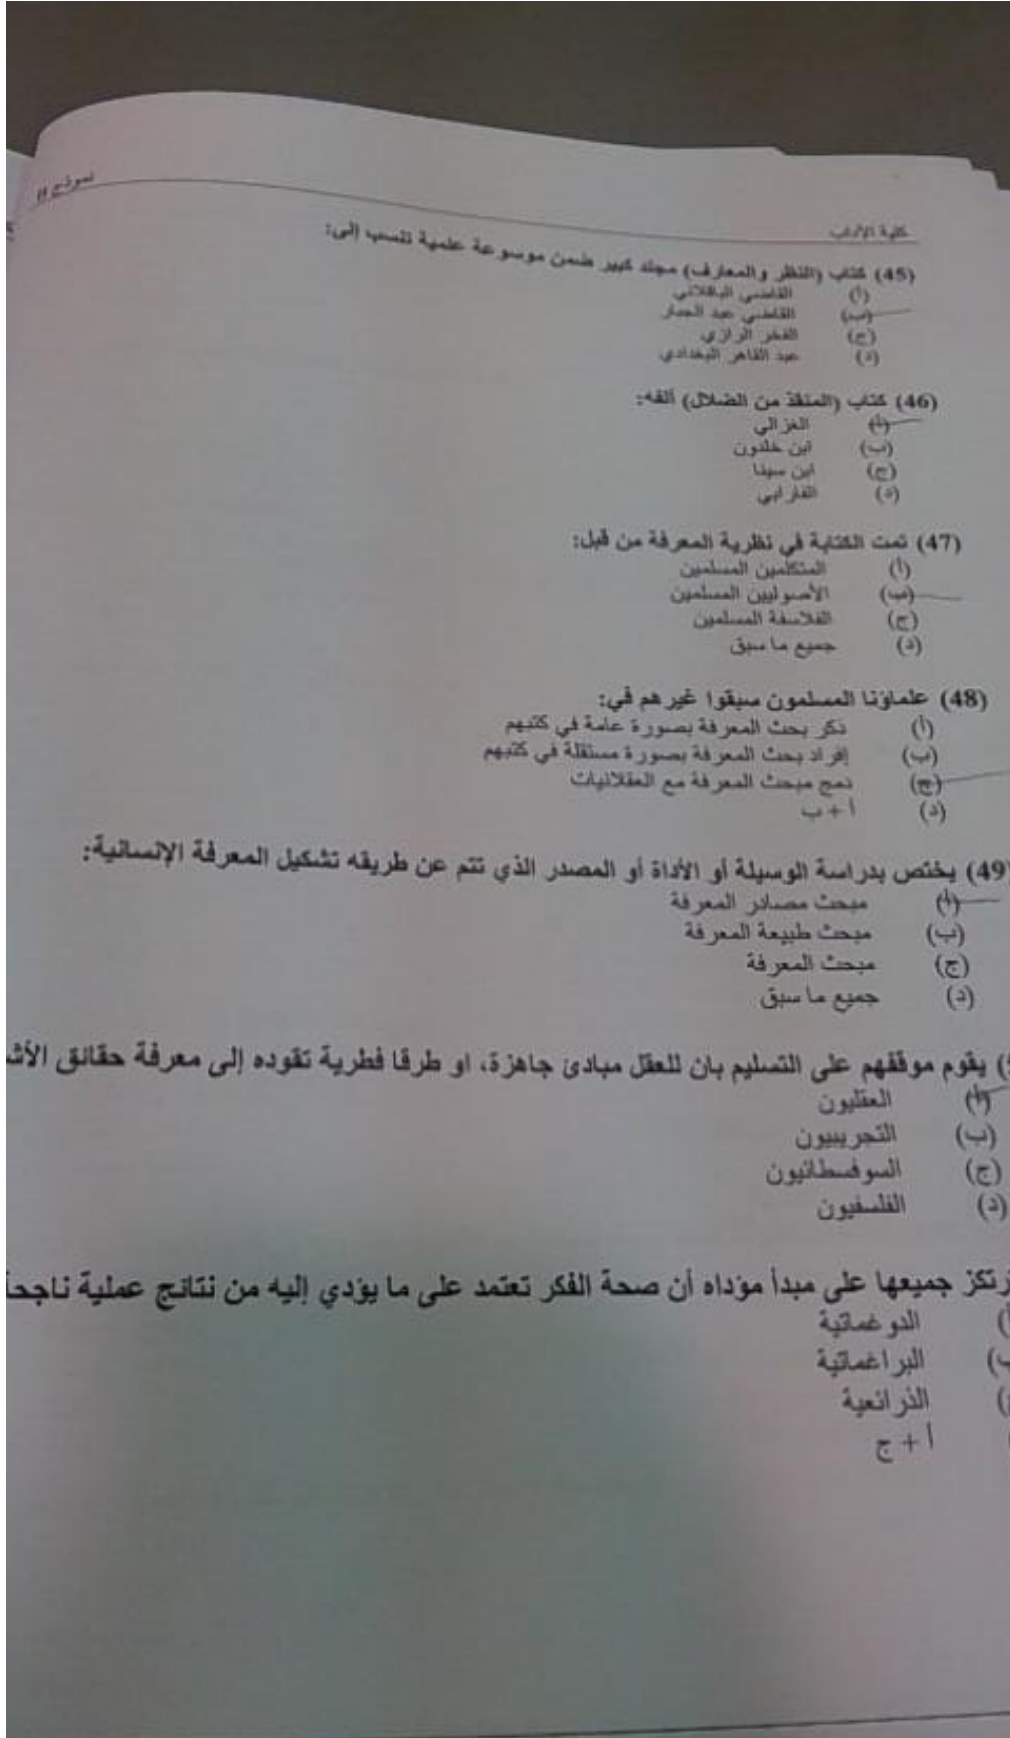 كلية الآداب
نموذج
(45) كتاب (النظر والمعارف) مجلد كبير ضمن موسوعة علمية تنسب إلى:
(أ) القاضي الباقلاني
(ب) القاضي عبد الجبار
(ج) الفخر الرازي
(د) عبد القاهر البغدادي
(46) كتاب (المنقذ من الضلال) ألفه:
(أ) الغزالي
(ب) ابن خلدون
(ج) ابن سينا
(د) الفارابي
(47) تمت الكتابة في نظرية المعرفة من قبل:
(أ) المتكلمين المسلمين
(ب) الأصوليين المسلمين
(ج) الفلاسفة المسلمين
(د) جميع ما سبق
(48) علماؤنا المسلمون سبقوا غيرهم في:
(أ) ذكر بحث المعرفة بصورة عامة في كتبهم
(ب) إفراد بحث المعرفة بصورة مستقلة في كتبهم
(ج) دمج مبحث المعرفة مع العقلانيات
(د) أ + ب
(49) يختص بدراسة الوسيلة أو الأداة أو المصدر الذي تتم عن طريقه تشكيل المعرفة الإنسانية:
(أ) مبحث مصادر المعرفة
(ب) مبحث طبيعة المعرفة
(ج) مبحث المعرفة
(د) جميع ما سبق
) يقوم موقفهم على التسليم بان للعقل مبادئ جاهزة، او طرقا فطرية تقوده إلى معرفة حقائق الأش
(أ) العقليون
(ب) التجريبيون
(ج) السوفسطائيون
(د) الفلسفيون
رتكز جميعها على مبدأ مؤداه أن صحة الفكر تعتمد على ما يؤدي إليه من نتائج عملية ناجحة
الدوغماتية
البراغماتية
الذرائعية
أ + ج